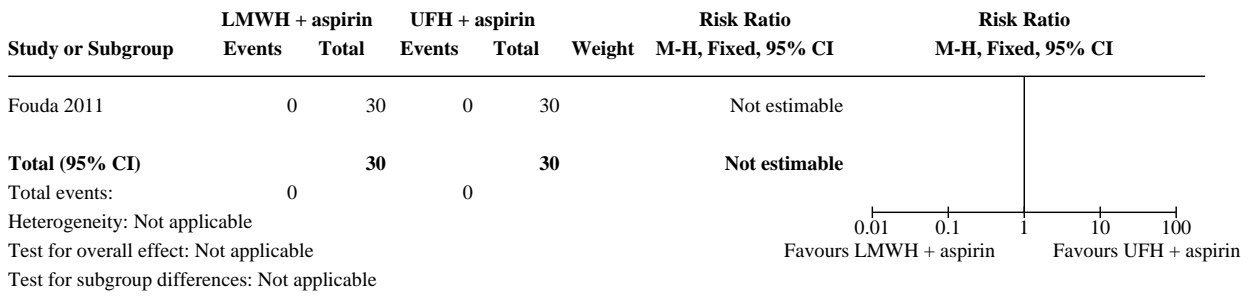 LMWH + aspirin UFH + aspirin Risk Ratio Risk Ratio
Study or Subgroup Events Total Events Total Weight M-H, Fixed, 95% CI M-H, Fixed, 95% CI
Fouda 2011 0 30 0 30 Not estimable
Total (95% CI) 30 30 Not estimable
Total events: 0 0
Heterogeneity: Not applicable
0.01 0.1 1 10 100
Test for overall effect: Not applicable Favours LMWH + aspirin Favours UFH + aspirin
Test for subgroup differences: Not applicable